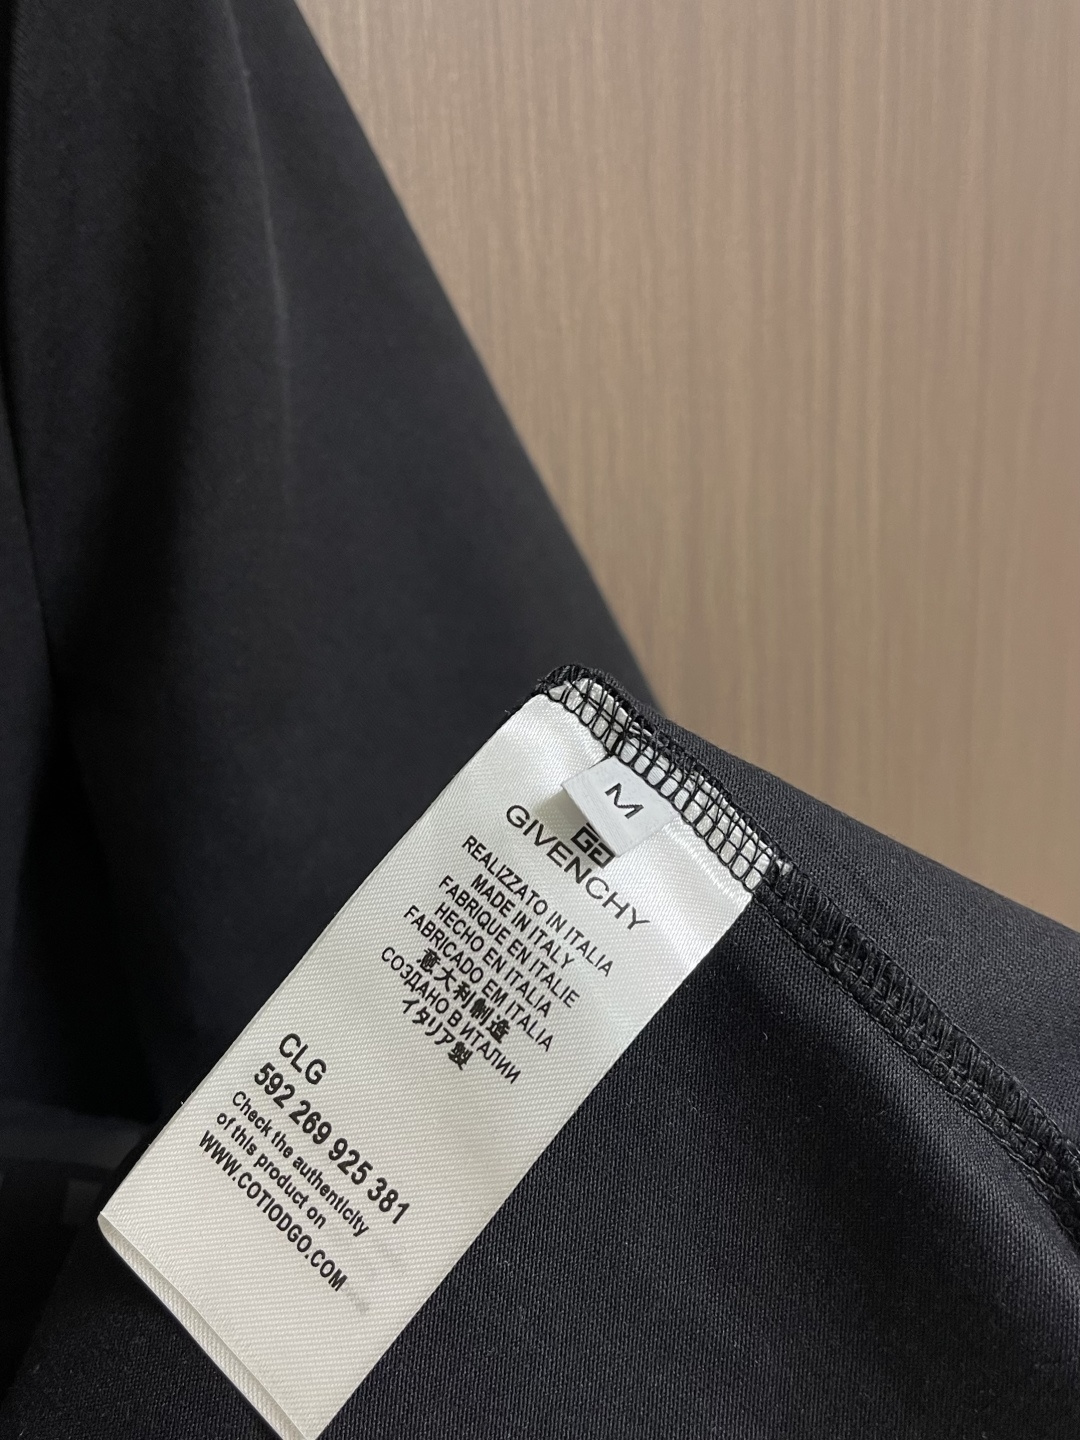 M
GIVENCHY
REALIZZATO IN ITALIA
MADE IN ITALY
FABRIQUE EN ITALIE
HECHO EN ITALIA
FABRICADO EM ITALIA
意大利制造
СОЗДАНО В ИТАЛИИ
イタリア製
CLG
592 269 925 381
Check the authenticity
of this product on
WWW.COTIODGO.COM